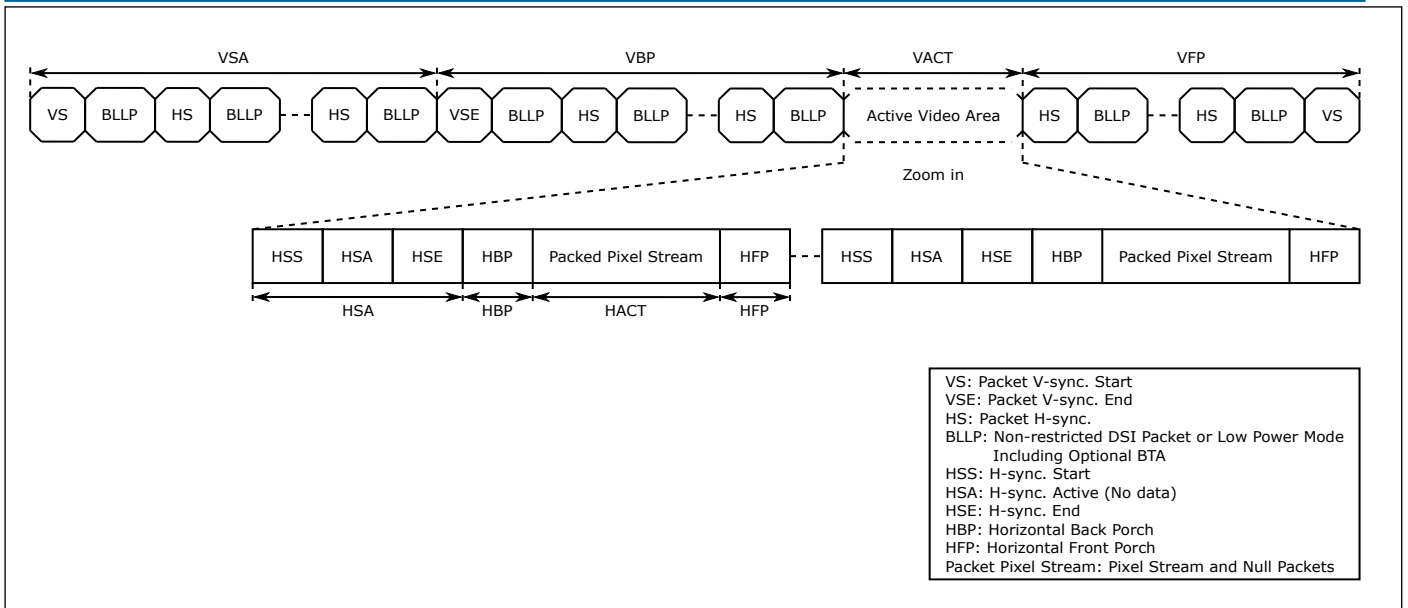 VSA VBP VACT VFP
VS BLLP HS BLLP HS BLLP VSE BLLP HS BLLP HS BLLP Active Video Area HS BLLP HS BLLP VS
Zoom in
HSS HSA HSE HBP Packed Pixel Stream HFP HSS HSA HSE HBP Packed Pixel Stream HFP
HSA HBP HACT HFP
VS: Packet V-sync. Start
VSE: Packet V-sync. End
HS: Packet H-sync.
BLLP: Non-restricted DSI Packet or Low Power Mode
Including Optional BTA
HSS: H-sync. Start
HSA: H-sync. Active (No data)
HSE: H-sync. End
HBP: Horizontal Back Porch
HFP: Horizontal Front Porch
Packet Pixel Stream: Pixel Stream and Null Packets